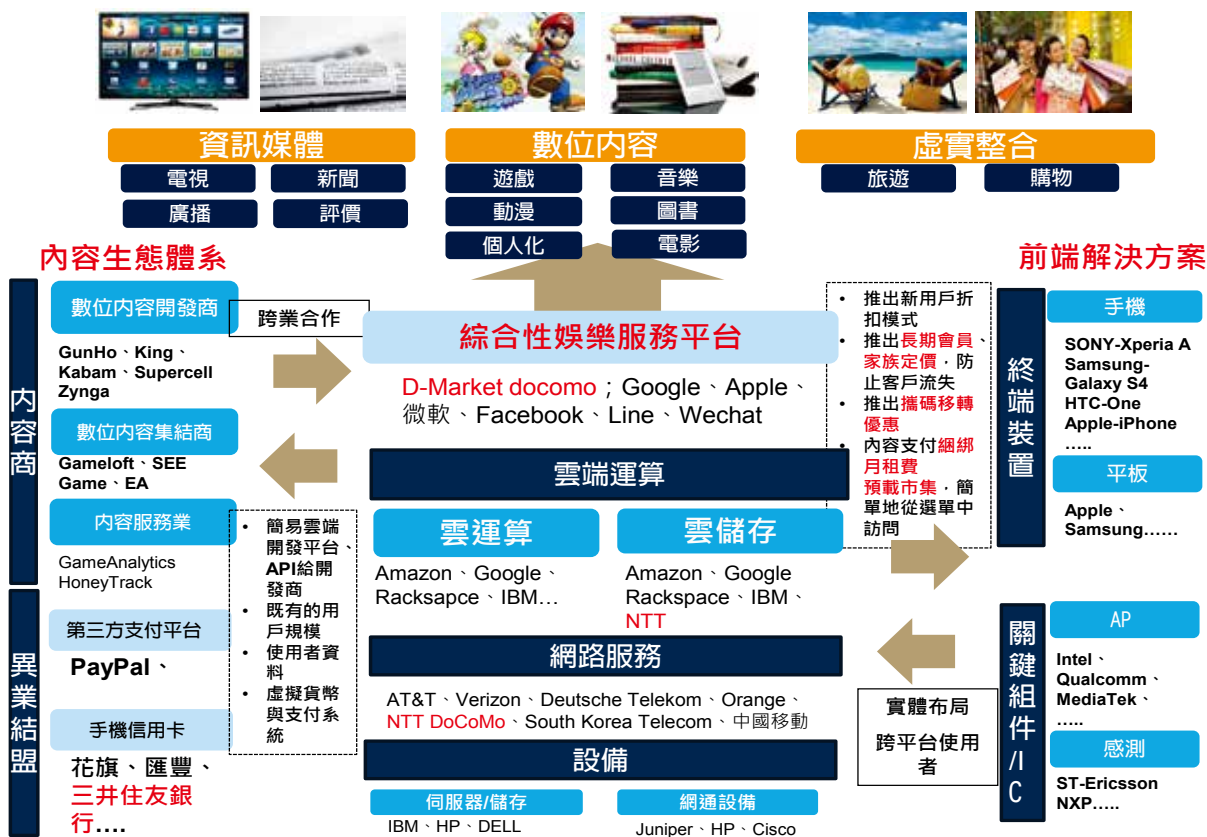 資訊媒體
電視
新聞
廣播
評價
數位內容
遊戲
音樂
動漫
圖書
個人化
電影
虛實整合
旅遊
購物
內容生態體系
內容商
數位內容開發商
GunHo、King、
Kabam、Supercell
Zynga
數位內容集結商
Gameloft、SEE
Game、EA
內容服務業
GameAnalytics
HoneyTrack
異業結盟
第三方支付平台
PayPal、
手機信用卡
花旗、匯豐、
三井住友銀
行....
跨業合作
• 簡易雲端
開發平台、
API給開
發商
• 既有的用
戶規模
• 使用者資
料
• 虛擬貨幣
與支付系
統
綜合性娛樂服務平台
D-Market docomo；Google、Apple、
微軟、Facebook、Line、Wechat
雲端運算
雲運算
Amazon、Google、
Racksapce、IBM…
雲儲存
Amazon、Google
Rackspace、IBM、
NTT
網路服務
AT&T、Verizon、Deutsche Telekom、Orange、
NTT DoCoMo、South Korea Telecom、中國移動
設備
伺服器/儲存
IBM、HP、DELL
網通設備
Juniper、HP、Cisco
• 推出新用戶折
扣模式
• 推出長期會員、
家族定價，防
止客戶流失
• 推出攜碼移轉
優惠
• 內容支付綑綁
月租費
預載市集，簡
單地從選單中
訪問
實體布局
跨平台使用
者
前端解決方案
終端裝置
手機
SONY-Xperia A
Samsung-
Galaxy S4
HTC-One
Apple-iPhone
…..
平板
Apple、
Samsung……
關鍵組件/IC
AP
Intel、
Qualcomm、
MediaTek、
…..
感測
ST-Ericsson
NXP…..